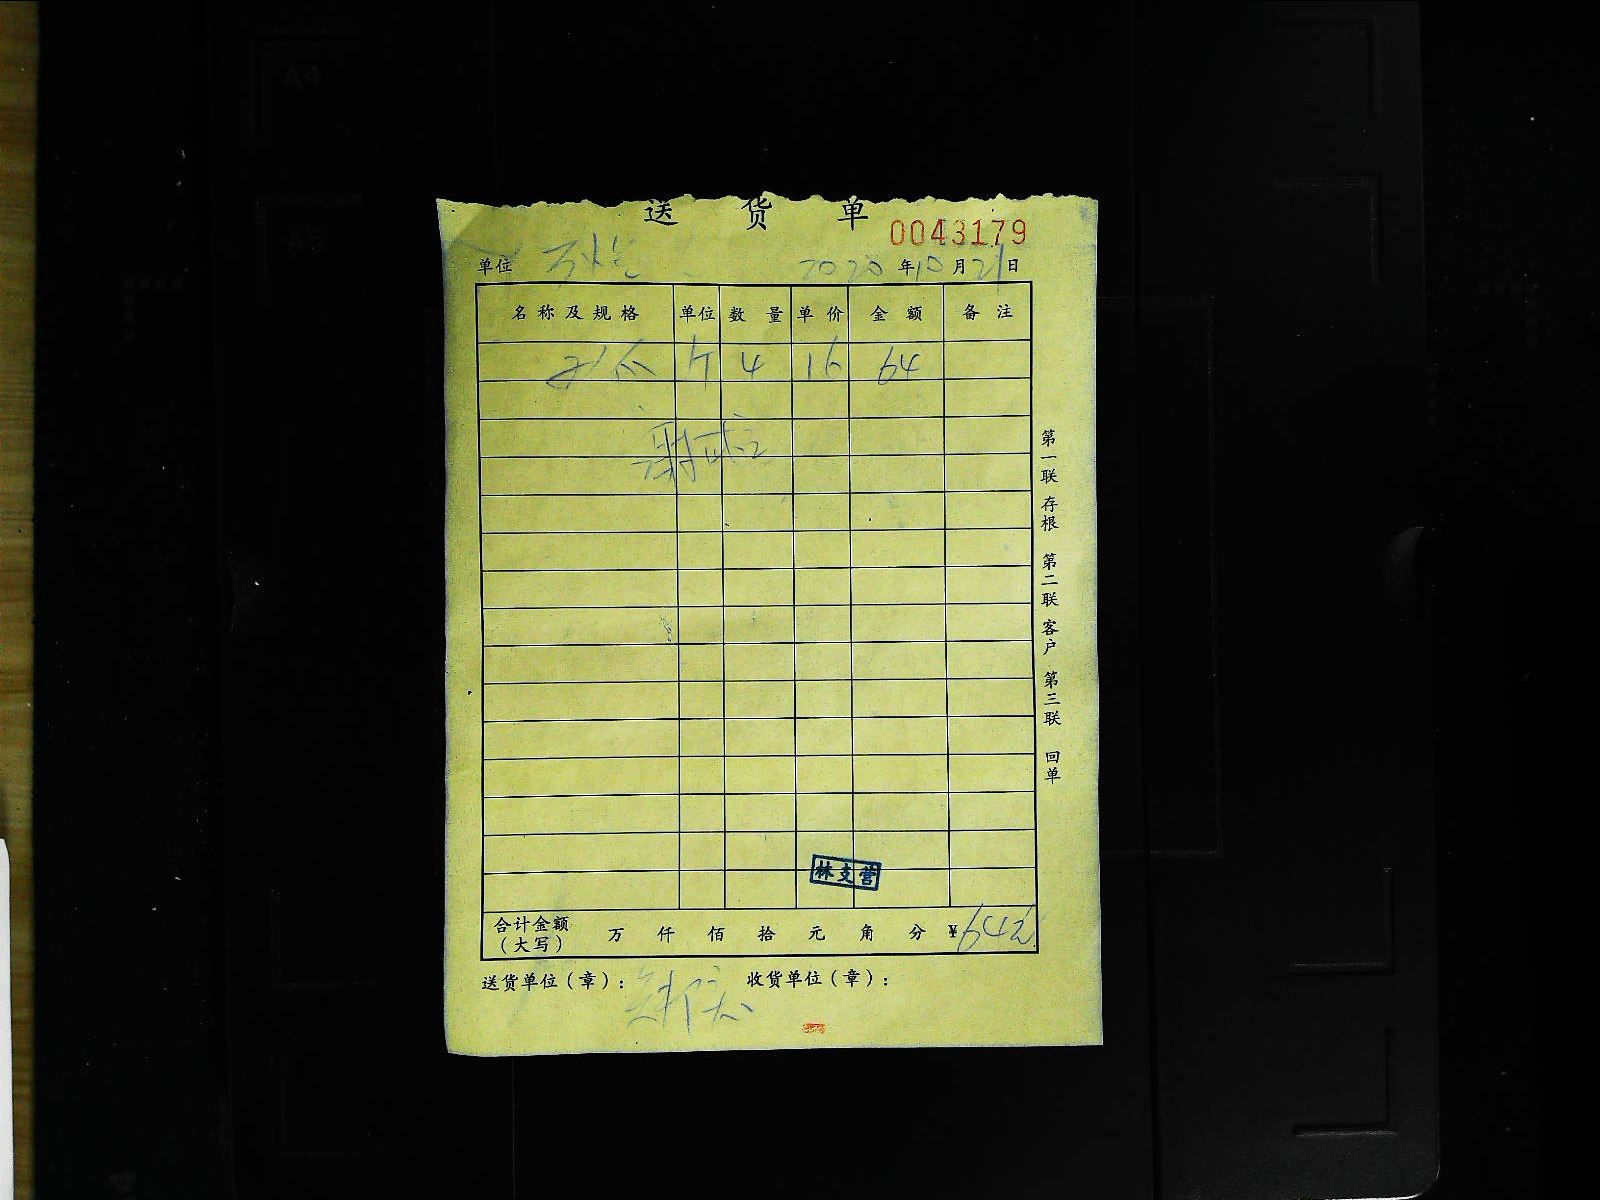 送 货 单
0043179
单位 2020 年 10 月 21 日
名称及规格 单位 数量 单价 金额 备注
个 4 16 64
第一联 存根 第二联 客户 第三联 回单
林支营
合计金额 万 仟 佰 拾 元 角 分 ¥64元
（大写）
送货单位（章）： 收货单位（章）：